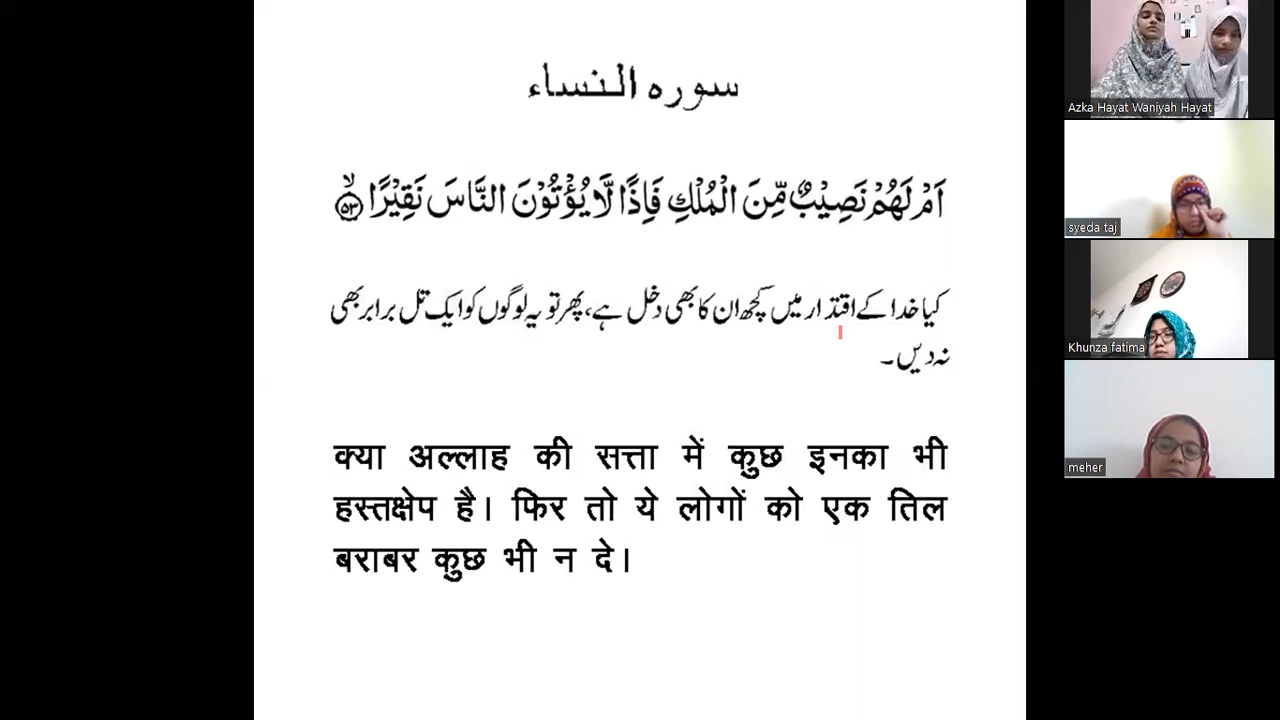 سورہ النساء
اَمْ لَهُمْ نَصِيْبٌ مِّنَ الْمُلْكِ فَاِذًا لَّا يُؤْتُوْنَ النَّاسَ نَقِيْرًا ۙ﴿۵۳﴾
کیا خدا کے اقتدار میں کچھ ان کا بھی دخل ہے، پھر تو یہ لوگوں کو ایک تل برابر بھی
نہ دیں۔
क्या अल्लाह की सत्ता में कुछ इनका भी
हस्तक्षेप है। फिर तो ये लोगों को एक तिल
बराबर कुछ भी न दे।
Azka Hayat Waniyah Hayat
syeda taj
Khunza fatima
meher